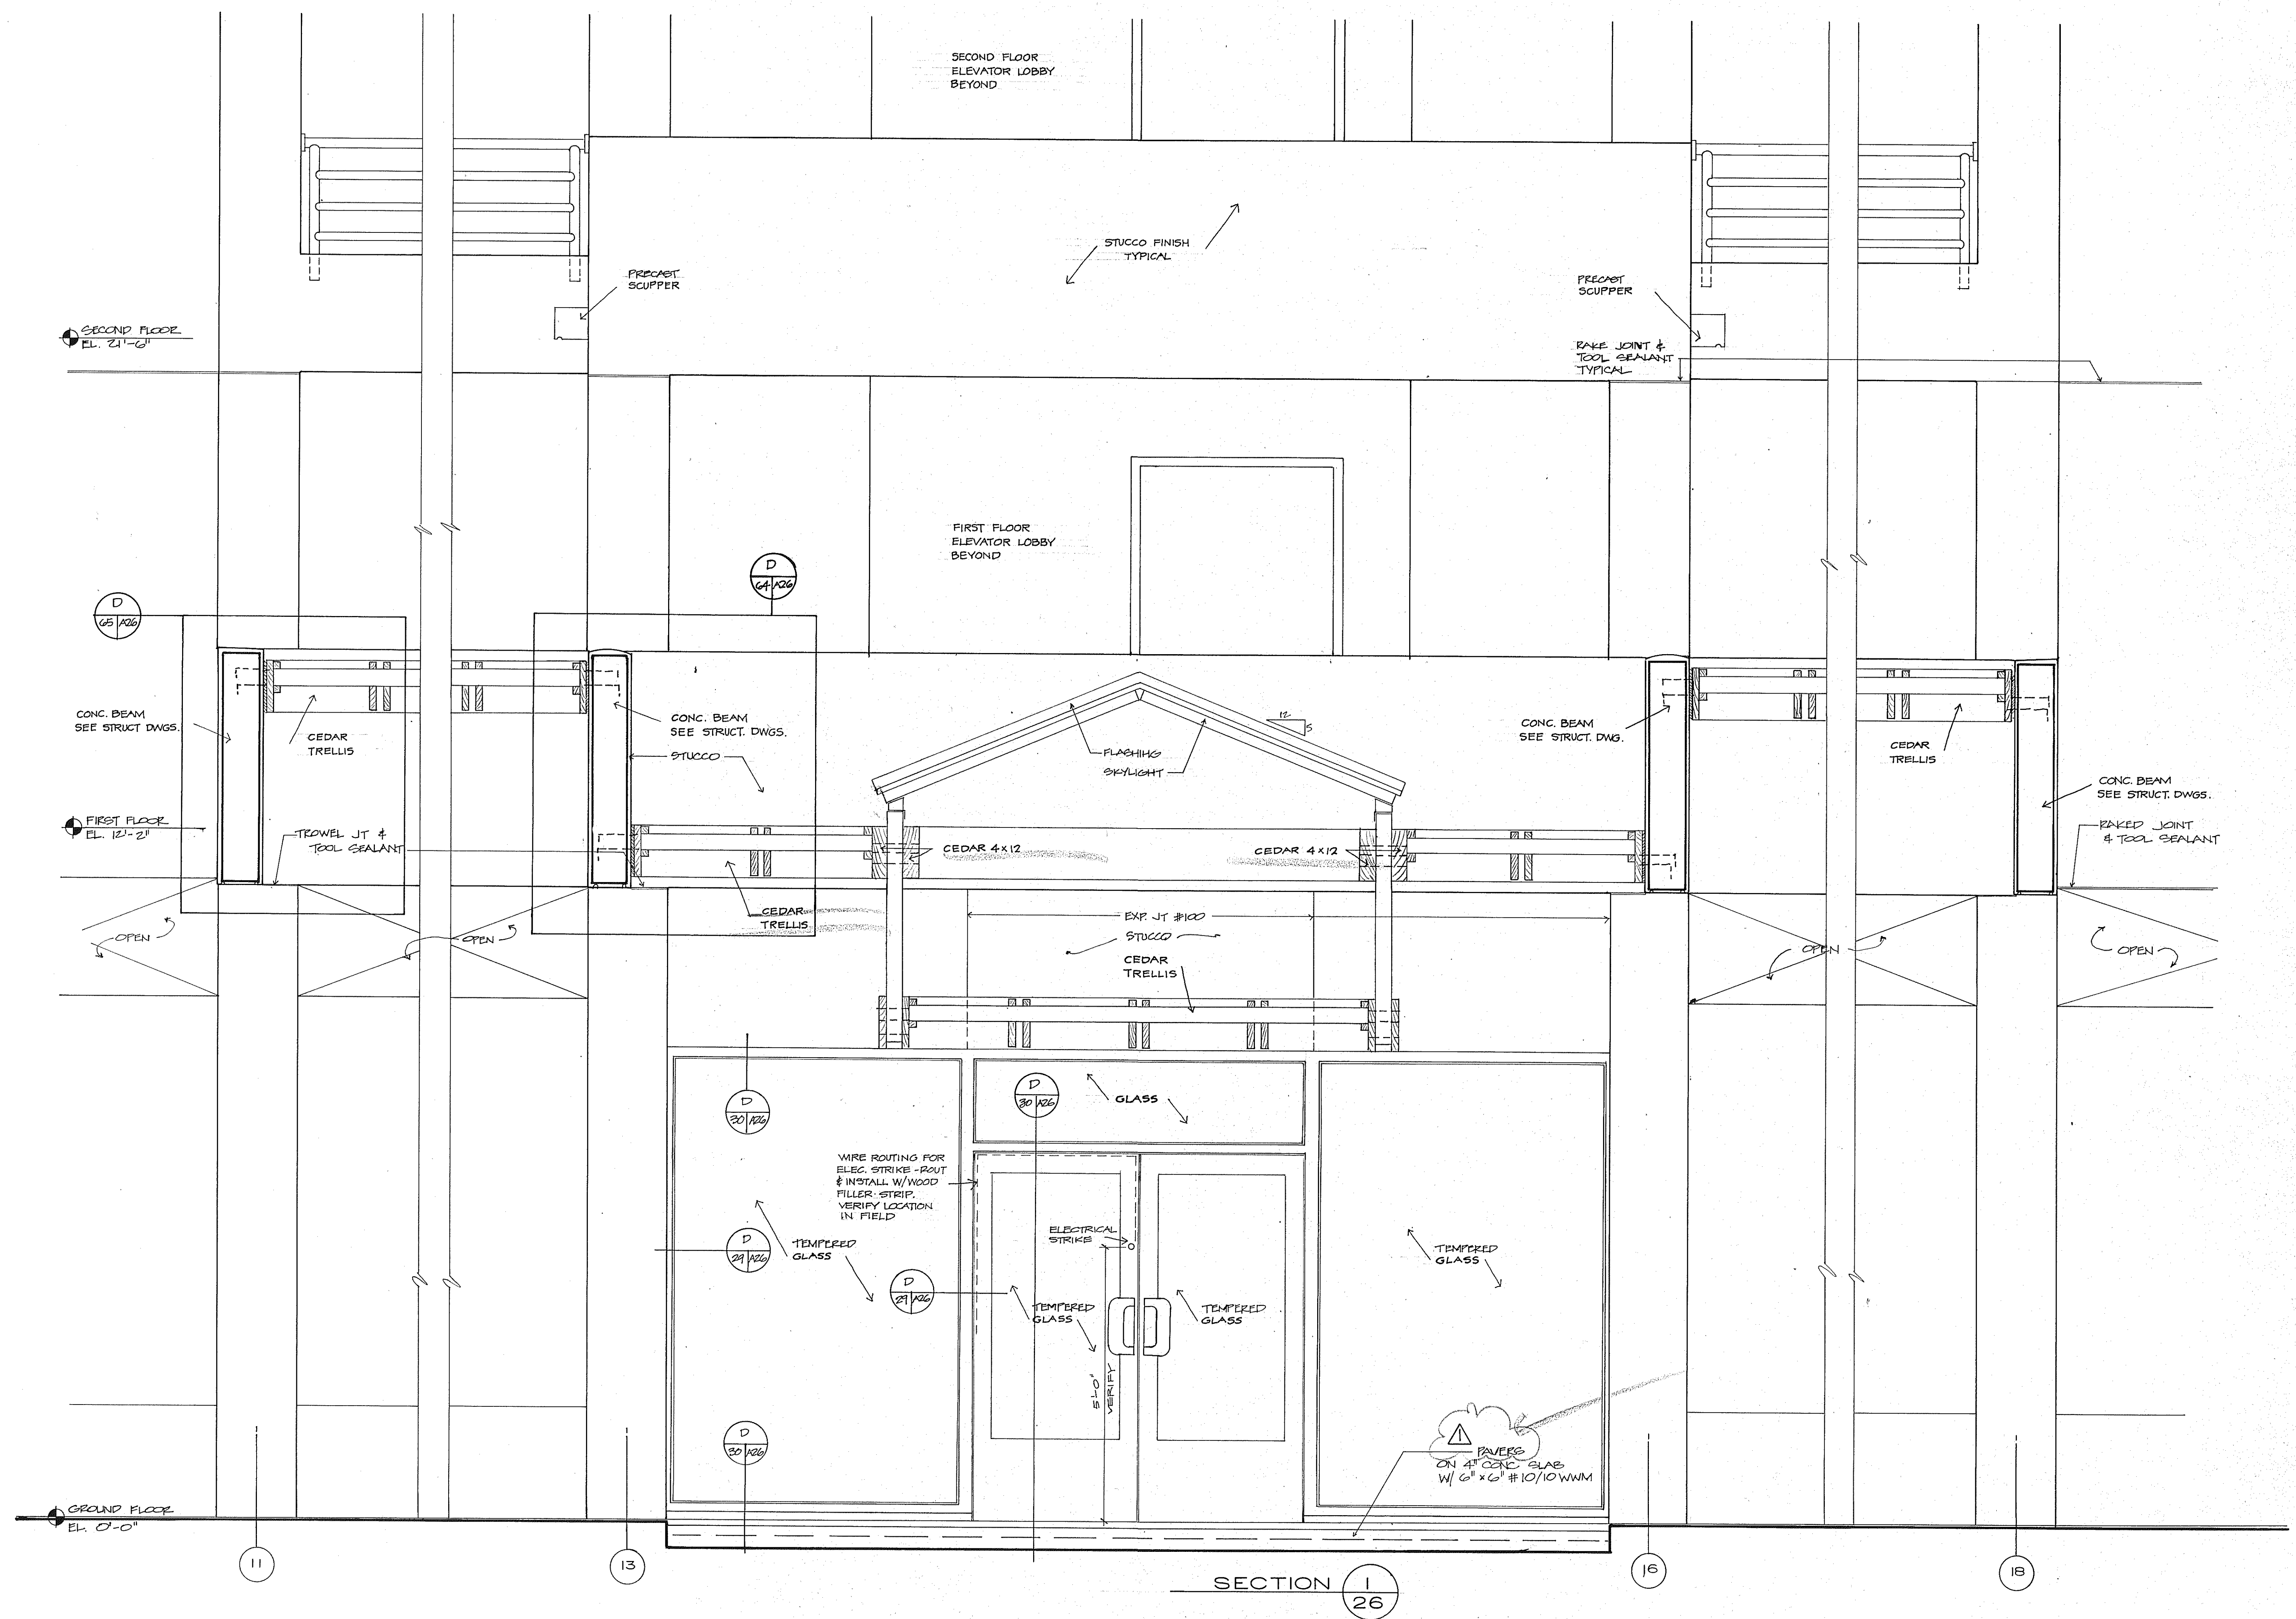 SECOND FLOOR
ELEVATOR LOBBY
BEYOND
STUCCO FINISH
TYPICAL
PRECAST
SCUPPER
PRECAST
SCUPPER
SECOND FLOOR
EL. 21'-6"
RAKE JOINT &
TOOL SEALANT
TYPICAL
FIRST FLOOR
ELEVATOR LOBBY
BEYOND
D
64 A26
D
65 A26
CONC. BEAM
SEE STRUCT DWGS.
CEDAR
TRELLIS
CONC. BEAM
SEE STRUCT. DWGS.
STUCCO
FLASHING
SKYLIGHT
12
5
CONC. BEAM
SEE STRUCT. DWG.
CEDAR
TRELLIS
CONC. BEAM
SEE STRUCT. DWGS.
FIRST FLOOR
EL. 12'-2"
TROWEL JT &
TOOL SEALANT
CEDAR 4x12
CEDAR 4x12
RAKED JOINT
& TOOL SEALANT
CEDAR
TRELLIS
EXP. JT #100
STUCCO
CEDAR
TRELLIS
OPEN
OPEN
OPEN
OPEN
D
30 A26
D
30 A26
GLASS
WIRE ROUTING FOR
ELEC. STRIKE - ROUT
& INSTALL W/WOOD
FILLER STRIP.
VERIFY LOCATION
IN FIELD
ELECTRICAL
STRIKE
D
29 A26
TEMPERED
GLASS
D
29 A26
TEMPERED
GLASS
TEMPERED
GLASS
TEMPERED
GLASS
5'-0"
VERIFY
D
30 A26
1
PAVERS
ON 4" CONC SLAB
W/ 6" x 6" #10/10 WWM
GROUND FLOOR
EL. 0'-0"
11
13
16
18
SECTION 1
26